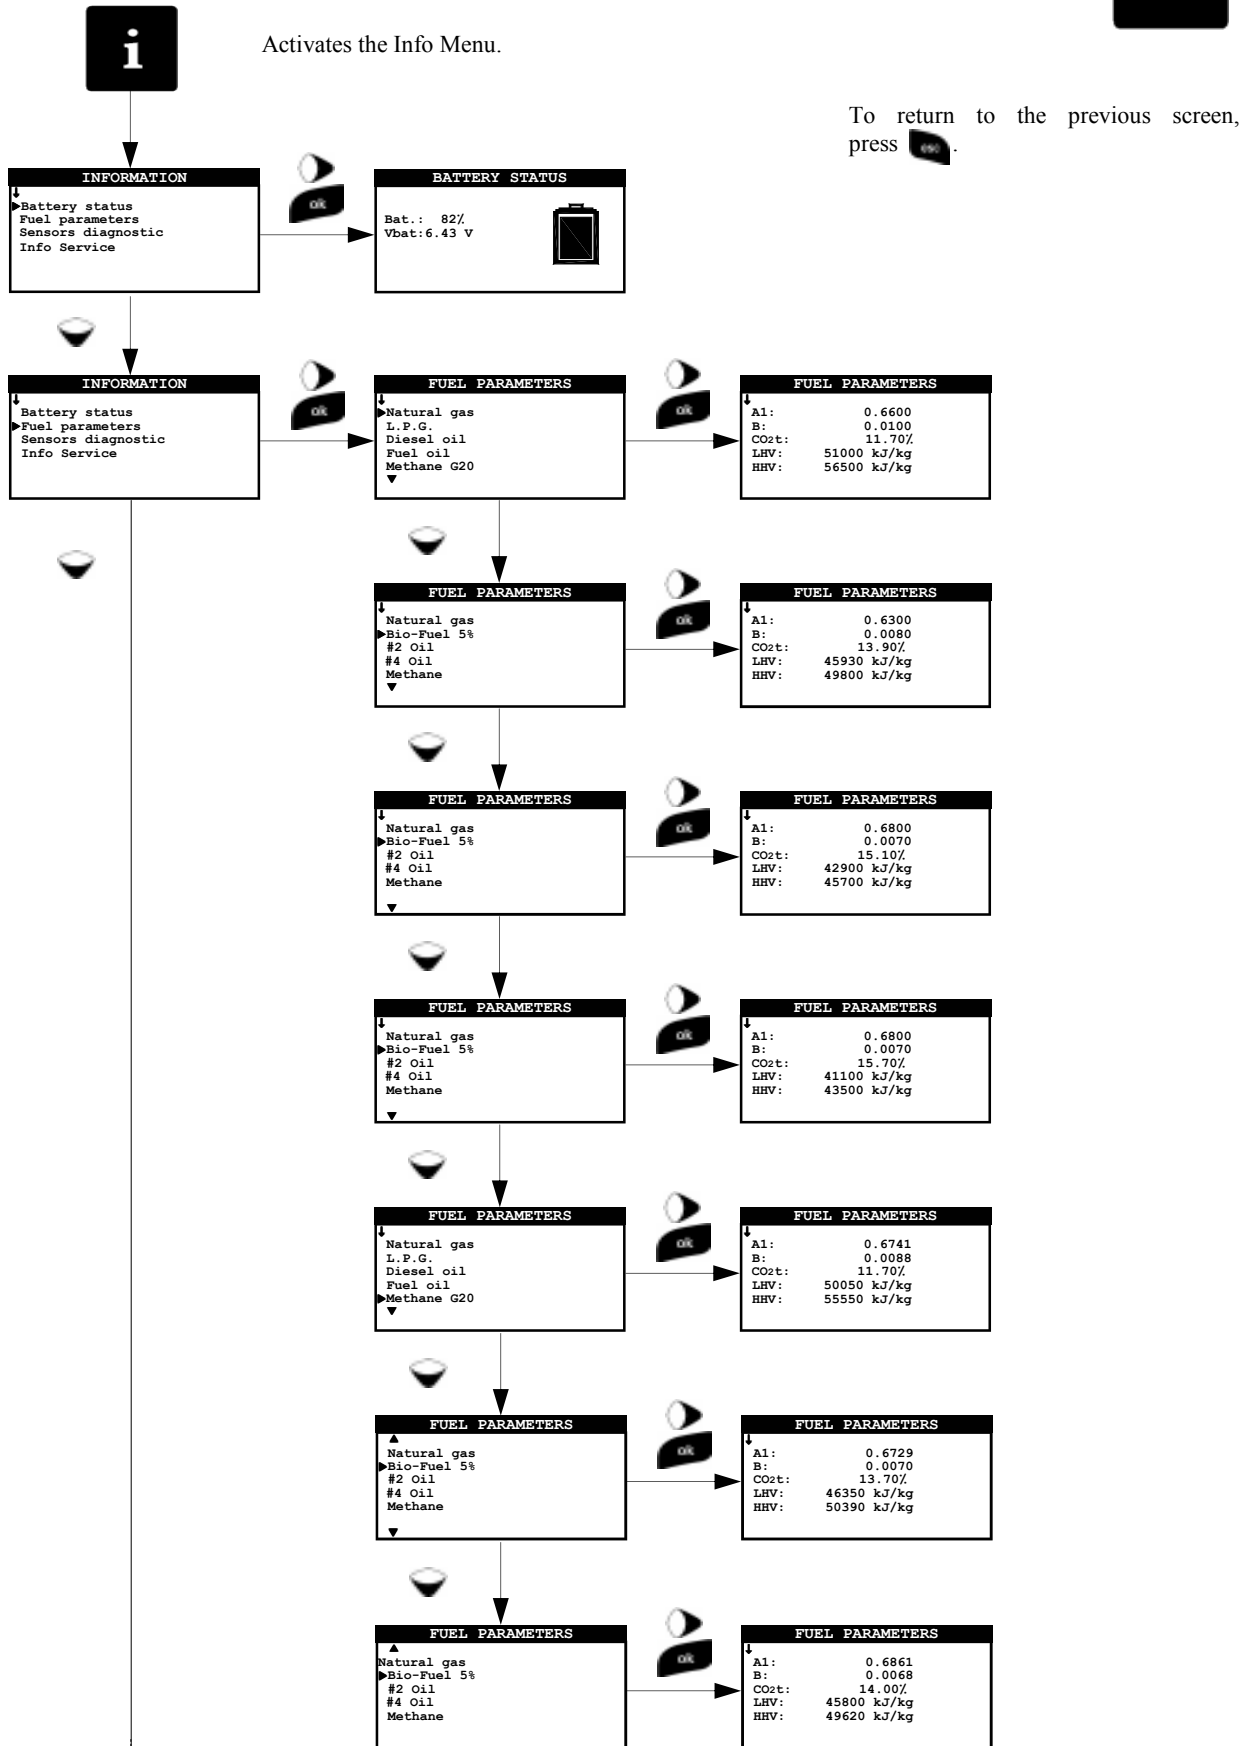 i
Activates the Info Menu.
To return to the previous screen,
press esc.
INFORMATION
Battery status
Fuel parameters
Sensors diagnostic
Info Service
ok
BATTERY STATUS
Bat.: 82%
Vbat:6.43 V
INFORMATION
Battery status
Fuel parameters
Sensors diagnostic
Info Service
ok
FUEL PARAMETERS
Natural gas
L.P.G.
Diesel oil
Fuel oil
Methane G20
ok
FUEL PARAMETERS
A1: 0.6600
B: 0.0100
CO2t: 11.70%
LHV: 51000 kJ/kg
HHV: 56500 kJ/kg
FUEL PARAMETERS
Natural gas
Bio-Fuel 5%
#2 Oil
#4 Oil
Methane
ok
FUEL PARAMETERS
A1: 0.6300
B: 0.0080
CO2t: 13.90%
LHV: 45930 kJ/kg
HHV: 49800 kJ/kg
FUEL PARAMETERS
Natural gas
Bio-Fuel 5%
#2 Oil
#4 Oil
Methane
ok
FUEL PARAMETERS
A1: 0.6800
B: 0.0070
CO2t: 15.10%
LHV: 42900 kJ/kg
HHV: 45700 kJ/kg
FUEL PARAMETERS
Natural gas
Bio-Fuel 5%
#2 Oil
#4 Oil
Methane
ok
FUEL PARAMETERS
A1: 0.6800
B: 0.0070
CO2t: 15.70%
LHV: 41100 kJ/kg
HHV: 43500 kJ/kg
FUEL PARAMETERS
Natural gas
L.P.G.
Diesel oil
Fuel oil
Methane G20
ok
FUEL PARAMETERS
A1: 0.6741
B: 0.0088
CO2t: 11.70%
LHV: 50050 kJ/kg
HHV: 55550 kJ/kg
FUEL PARAMETERS
Natural gas
Bio-Fuel 5%
#2 Oil
#4 Oil
Methane
ok
FUEL PARAMETERS
A1: 0.6729
B: 0.0070
CO2t: 13.70%
LHV: 46350 kJ/kg
HHV: 50390 kJ/kg
FUEL PARAMETERS
Natural gas
Bio-Fuel 5%
#2 Oil
#4 Oil
Methane
ok
FUEL PARAMETERS
A1: 0.6861
B: 0.0068
CO2t: 14.00%
LHV: 45800 kJ/kg
HHV: 49620 kJ/kg